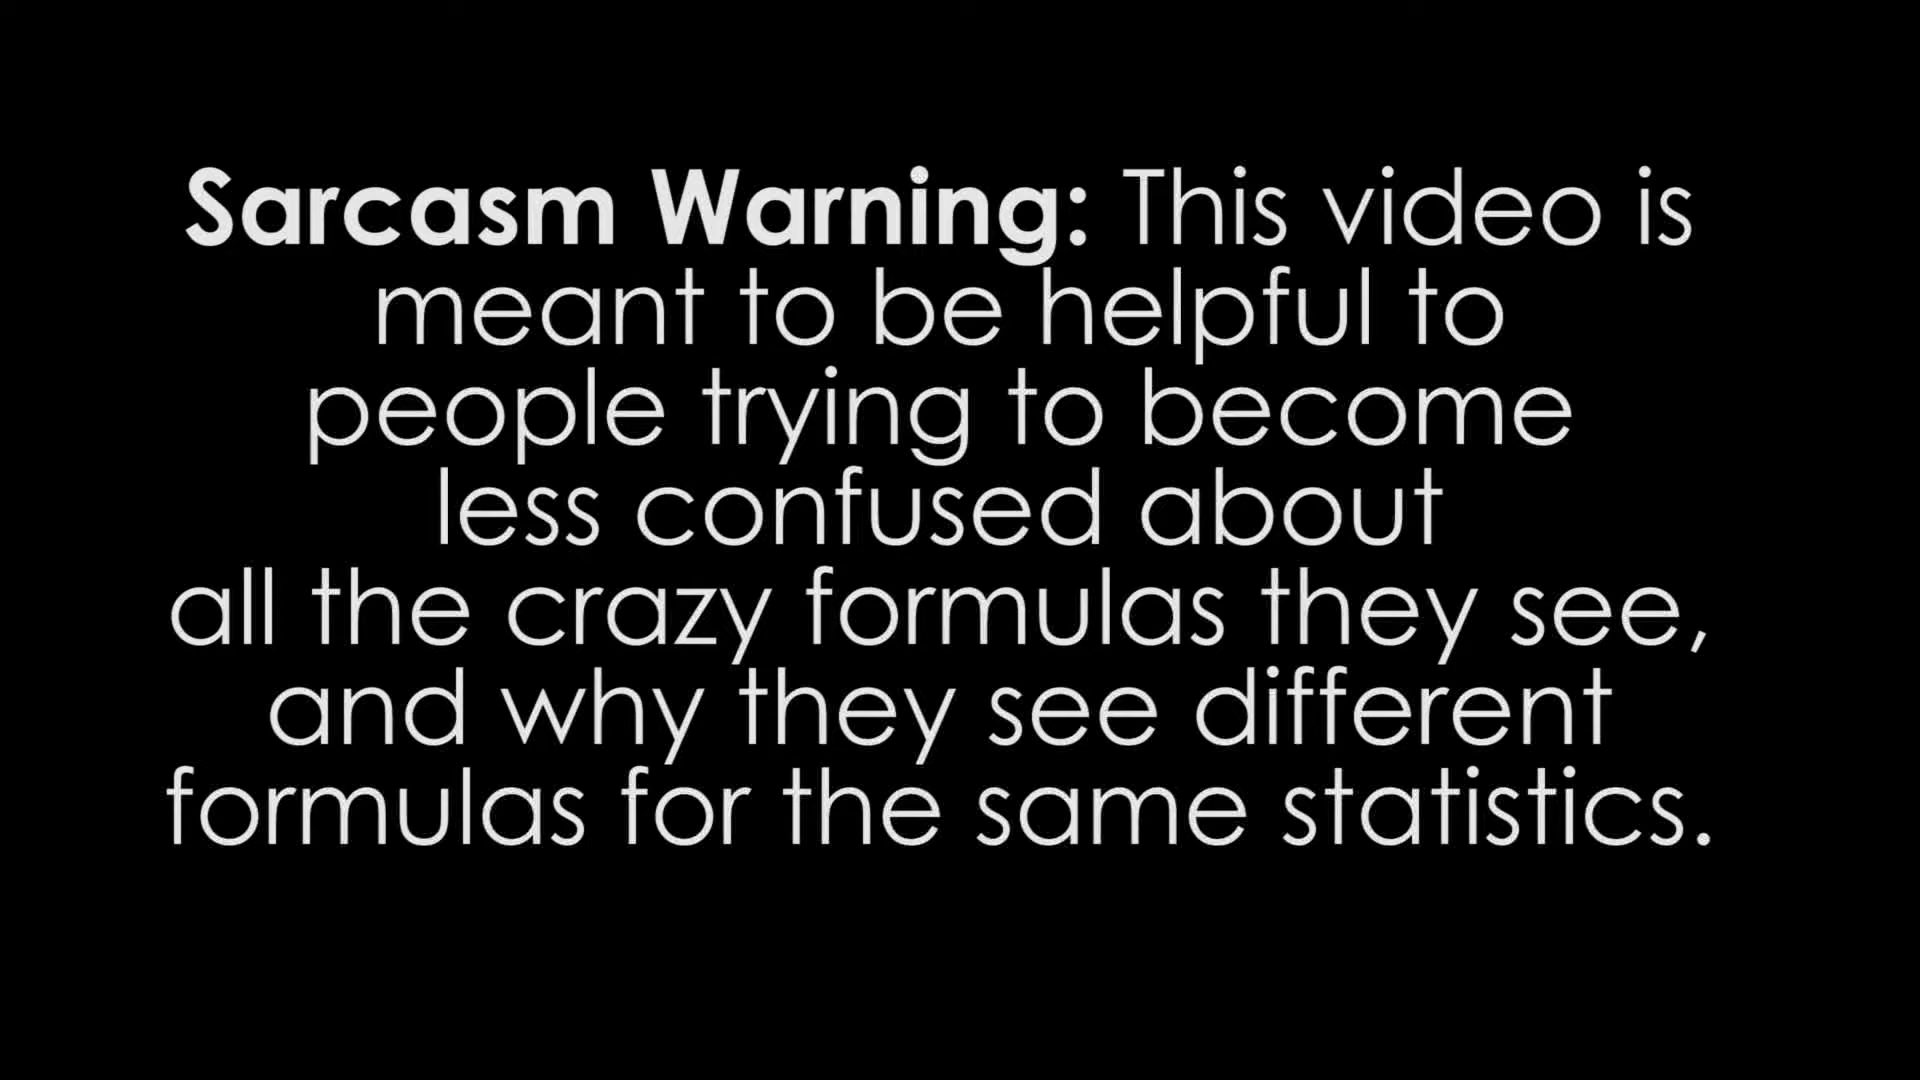 Sarcasm Warning: This video is
meant to be helpful to
people trying to become
less confused about
all the crazy formulas they see,
and why they see different
formulas for the same statistics.